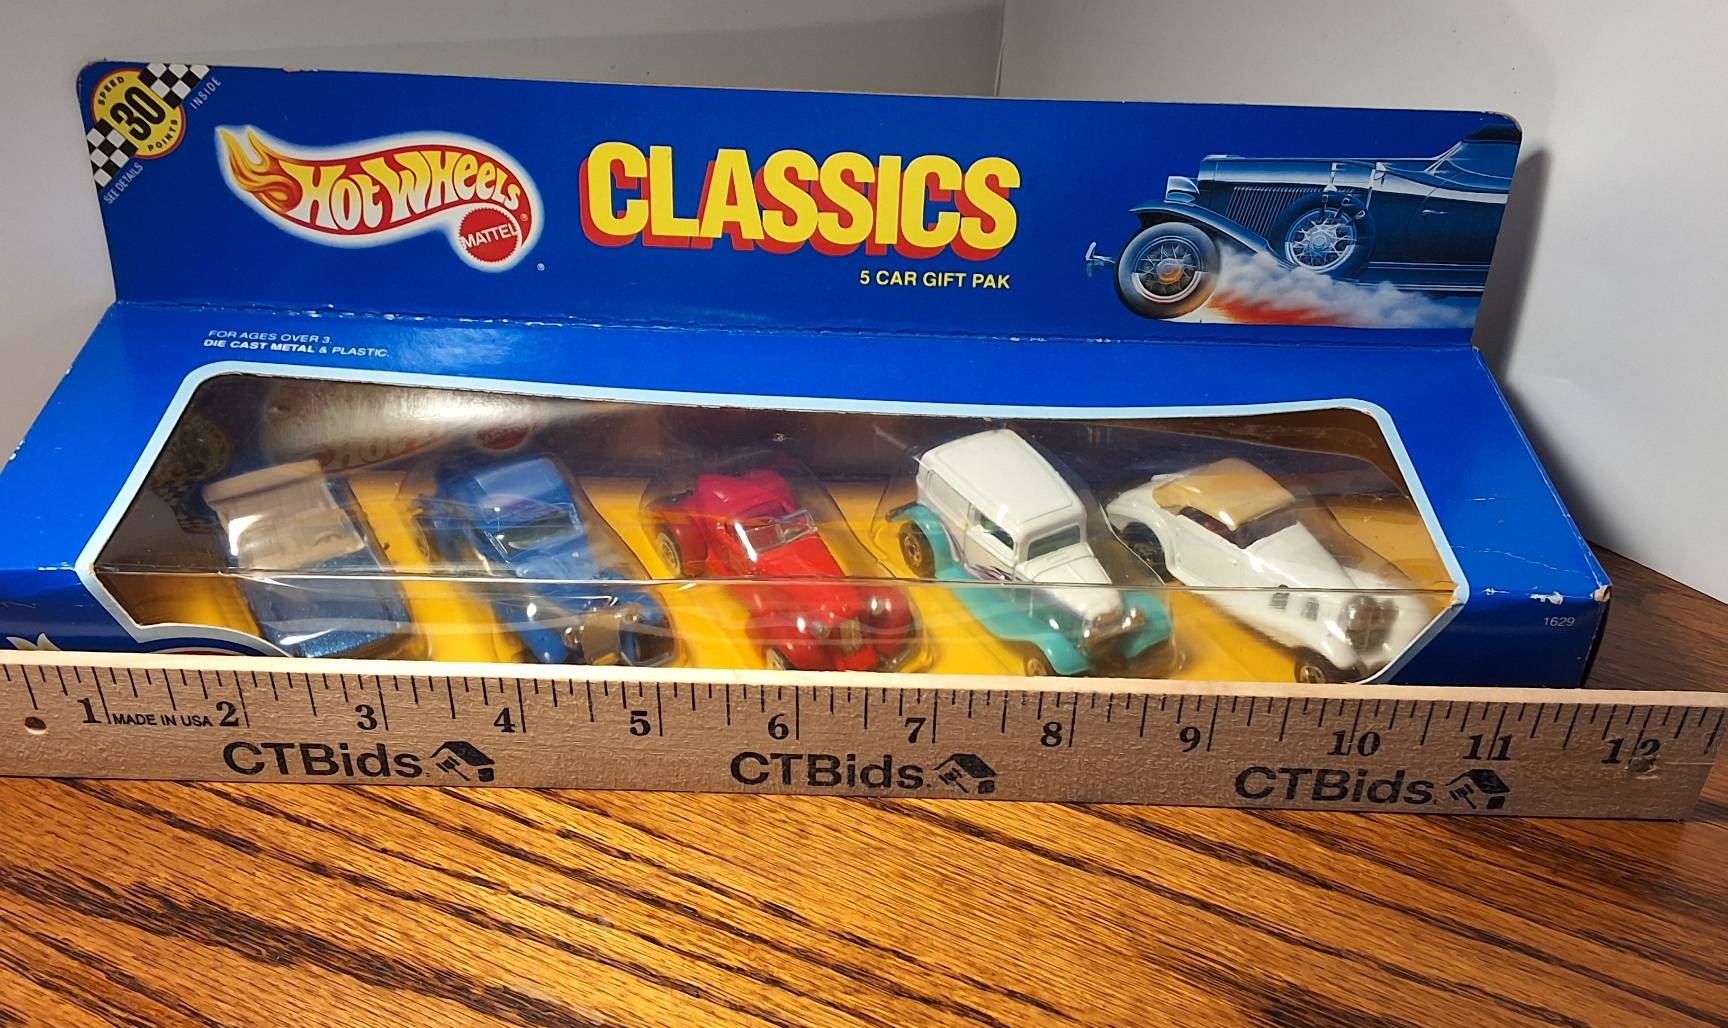 SPEED
30
POINTS
INSIDE
SEE DETAILS
HOT WHEELS®
MATTEL
CLASSICS
5 CAR GIFT PAK
FOR AGES OVER 3.
DIE CAST METAL & PLASTIC.
1629
1 MADE IN USA 2 3 4 5 6 7 8 9 10 11 12
CTBids CTBids CTBids